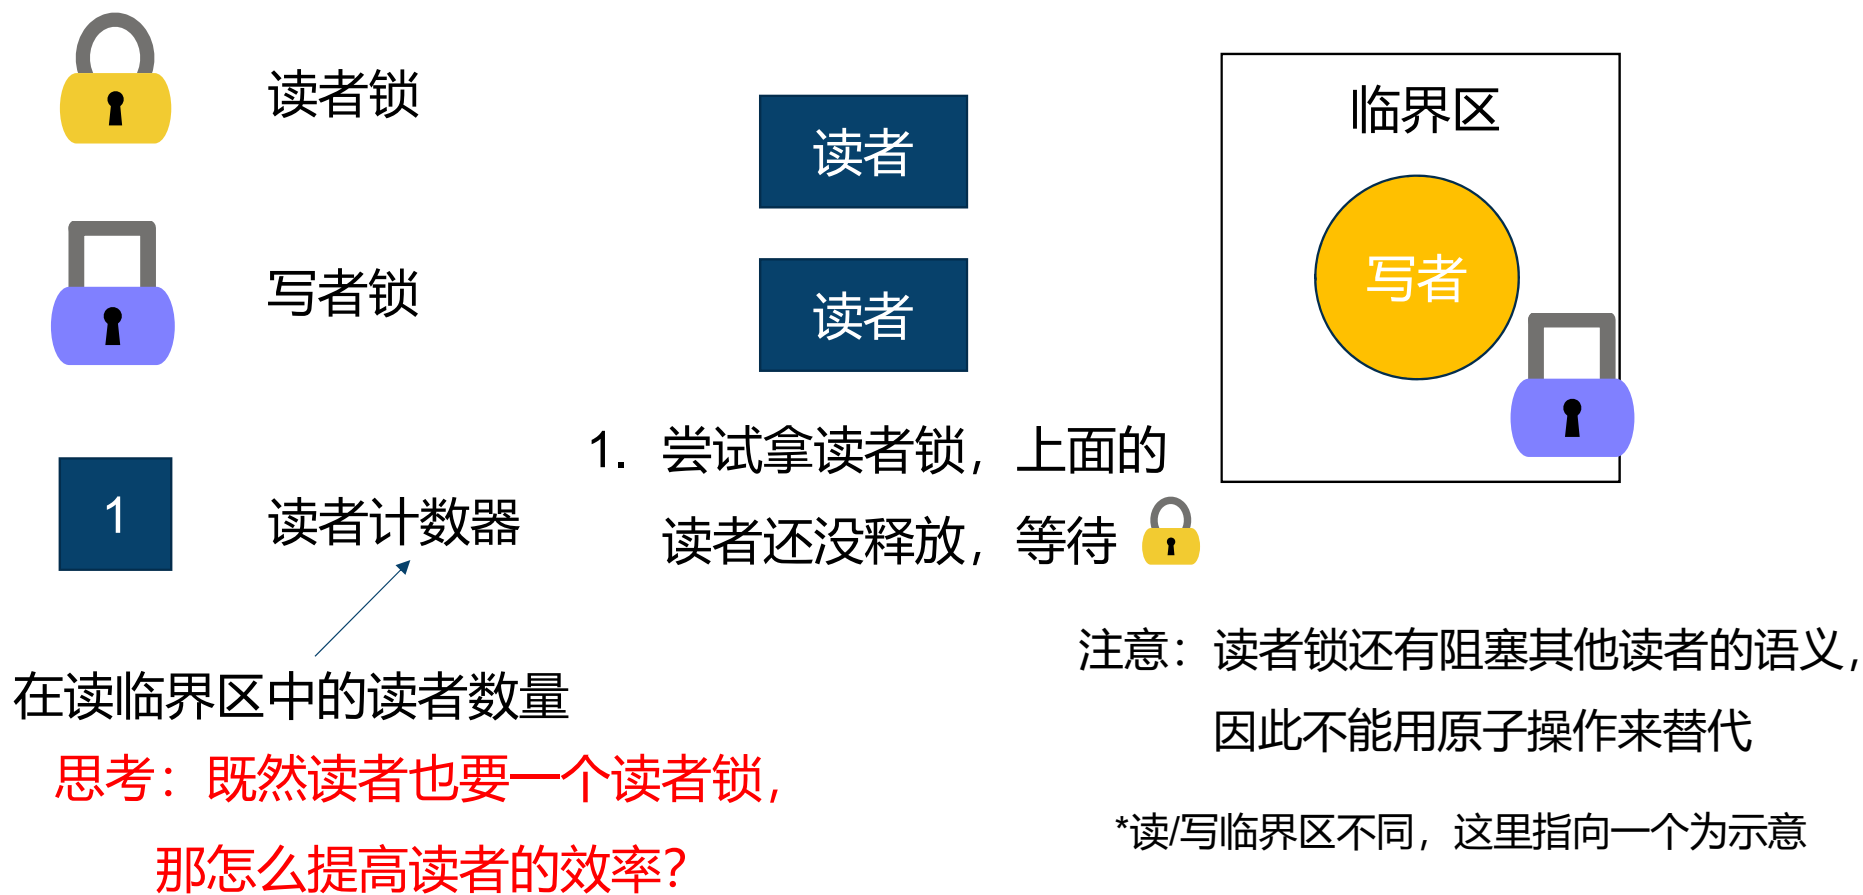 读者锁
写者锁
1
读者计数器
在读临界区中的读者数量
思考：既然读者也要一个读者锁，
那怎么提高读者的效率？
读者
读者
1. 尝试拿读者锁，上面的
读者还没释放，等待
临界区
写者
注意：读者锁还有阻塞其他读者的语义，
因此不能用原子操作来替代
*读/写临界区不同，这里指向一个为示意